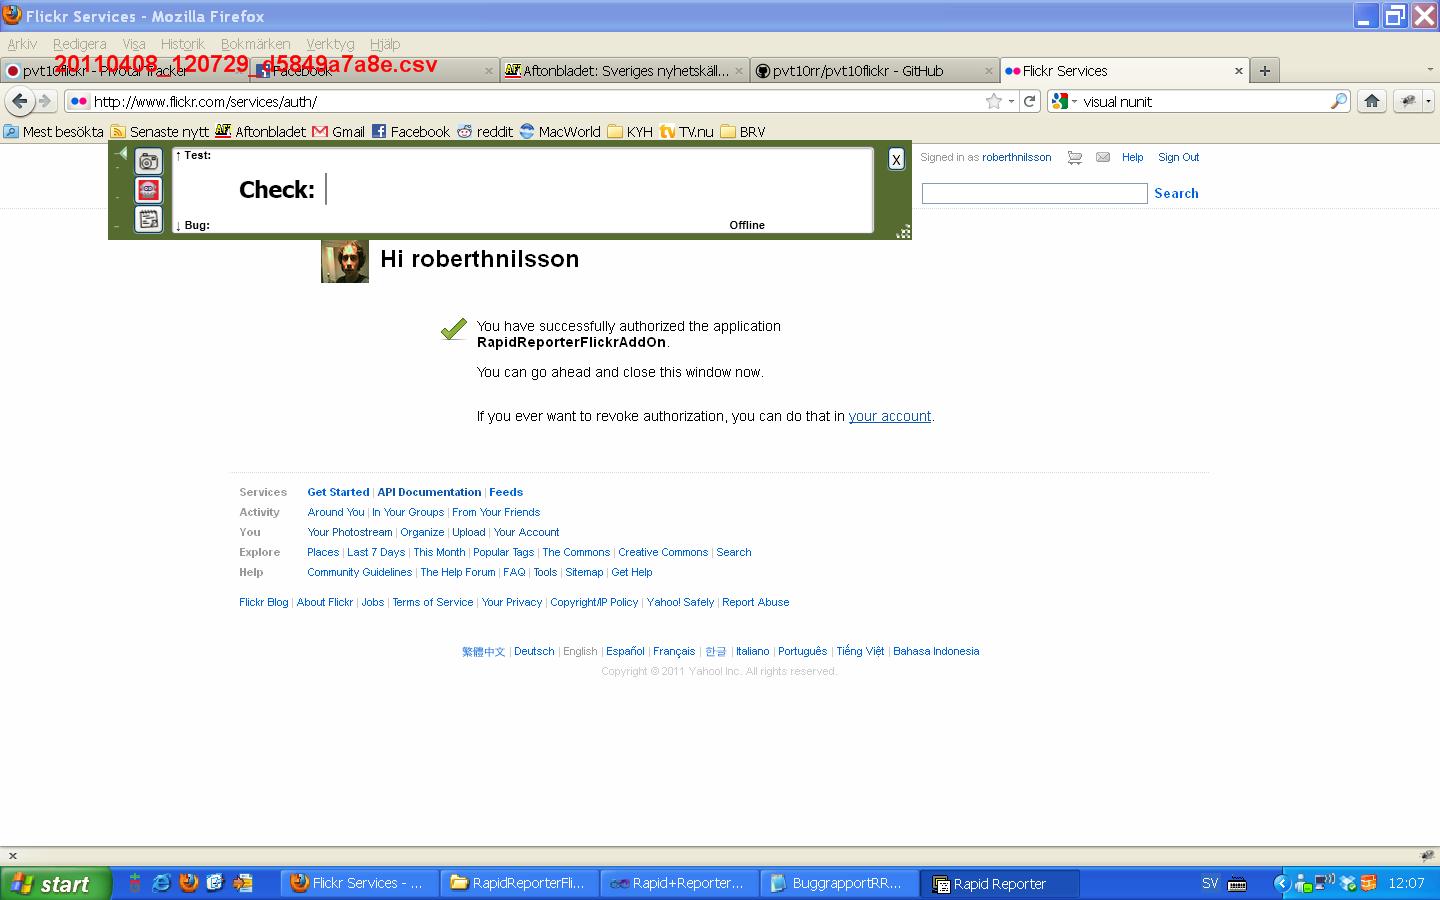 Flickr Services - Mozilla Firefox
Arkiv Redigera Visa Historik Bokmärken Verktyg Hjälp
20110408_120729_d5849a7a8e.csv
pvt10flickr - Pivotal Tracker Facebook Aftonbladet: Sveriges nyhetskäll... pvt10rr/pvt10flickr - GitHub Flickr Services
http://www.flickr.com/services/auth/ visual nunit
Mest besökta Senaste nytt Aftonbladet Gmail Facebook reddit MacWorld KYH TV.nu BRV
↑ Test: X
Check:
↓ Bug: Offline
Signed in as roberthnilsson Help Sign Out
Search
Hi roberthnilsson
You have successfully authorized the application
RapidReporterFlickrAddOn.
You can go ahead and close this window now.
If you ever want to revoke authorization, you can do that in your account.
Services Get Started | API Documentation | Feeds
Activity Around You | In Your Groups | From Your Friends
You Your Photostream | Organize | Upload | Your Account
Explore Places | Last 7 Days | This Month | Popular Tags | The Commons | Creative Commons | Search
Help Community Guidelines | The Help Forum | FAQ | Tools | Sitemap | Get Help
Flickr Blog | About Flickr | Jobs | Terms of Service | Your Privacy | Copyright/IP Policy | Yahoo! Safely | Report Abuse
繁體中文 | Deutsch | English | Español | Français | 한글 | Italiano | Português | Tiếng Việt | Bahasa Indonesia
Copyright © 2011 Yahoo! Inc. All rights reserved.
start Flickr Services - ... RapidReporterFli... Rapid+Reporter... BuggrapportRR... Rapid Reporter SV 12:07